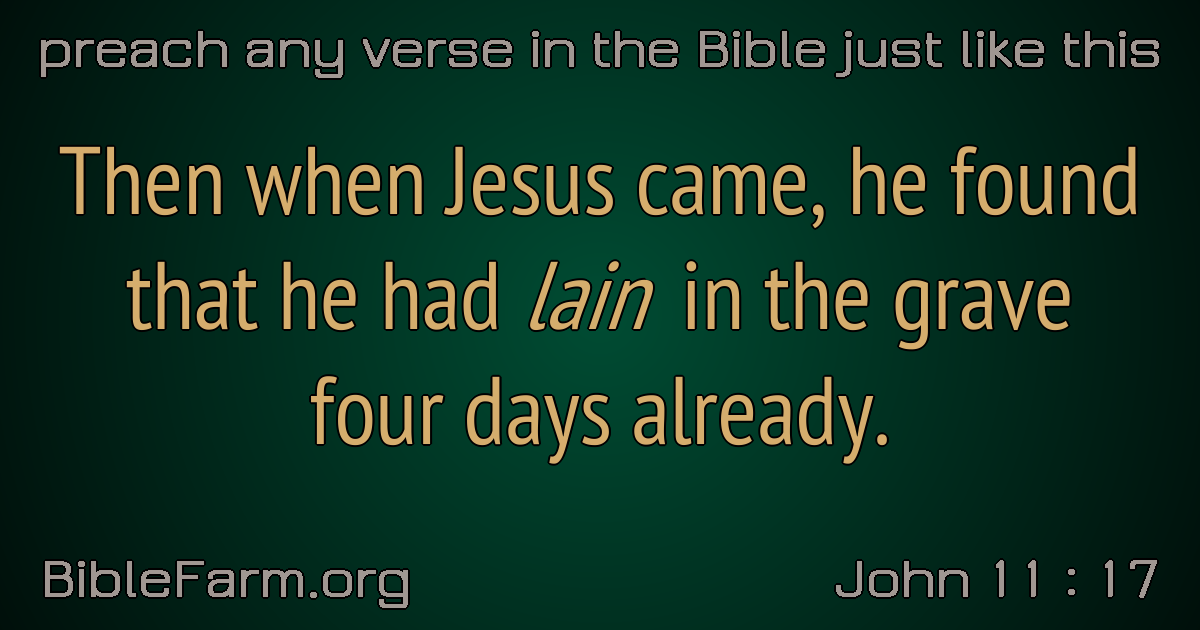 preach any verse in the Bible just like this
Then when Jesus came, he found
that he had lain in the grave
four days already.
BibleFarm.org
John 11 : 17